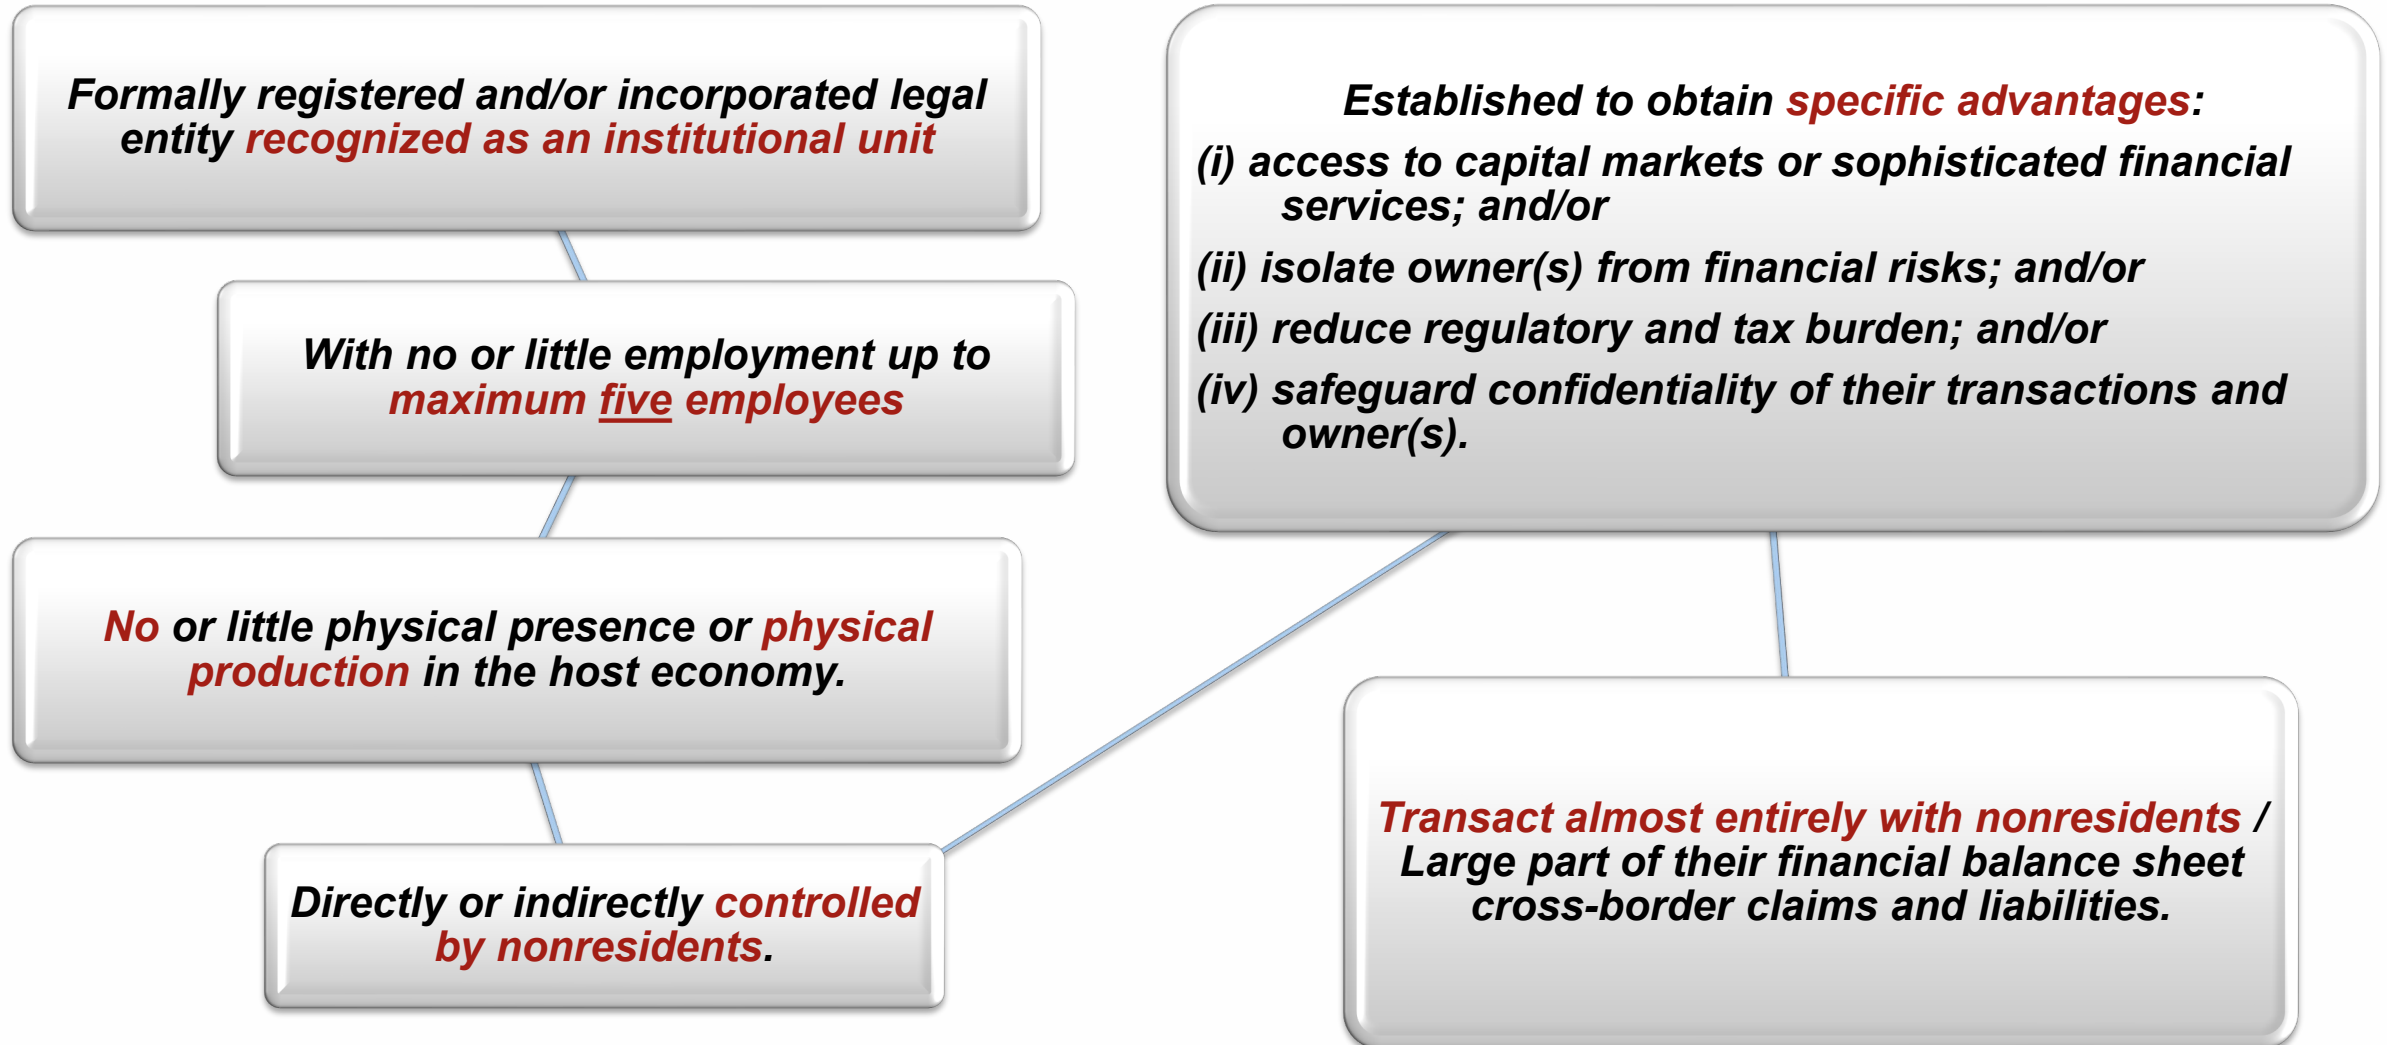 Formally registered and/or incorporated legal
entity recognized as an institutional unit
With no or little employment up to
maximum five employees
No or little physical presence or physical
production in the host economy.
Directly or indirectly controlled
by nonresidents.
Established to obtain specific advantages:
(i) access to capital markets or sophisticated financial
services; and/or
(ii) isolate owner(s) from financial risks; and/or
(iii) reduce regulatory and tax burden; and/or
(iv) safeguard confidentiality of their transactions and
owner(s).
Transact almost entirely with nonresidents /
Large part of their financial balance sheet
cross-border claims and liabilities.